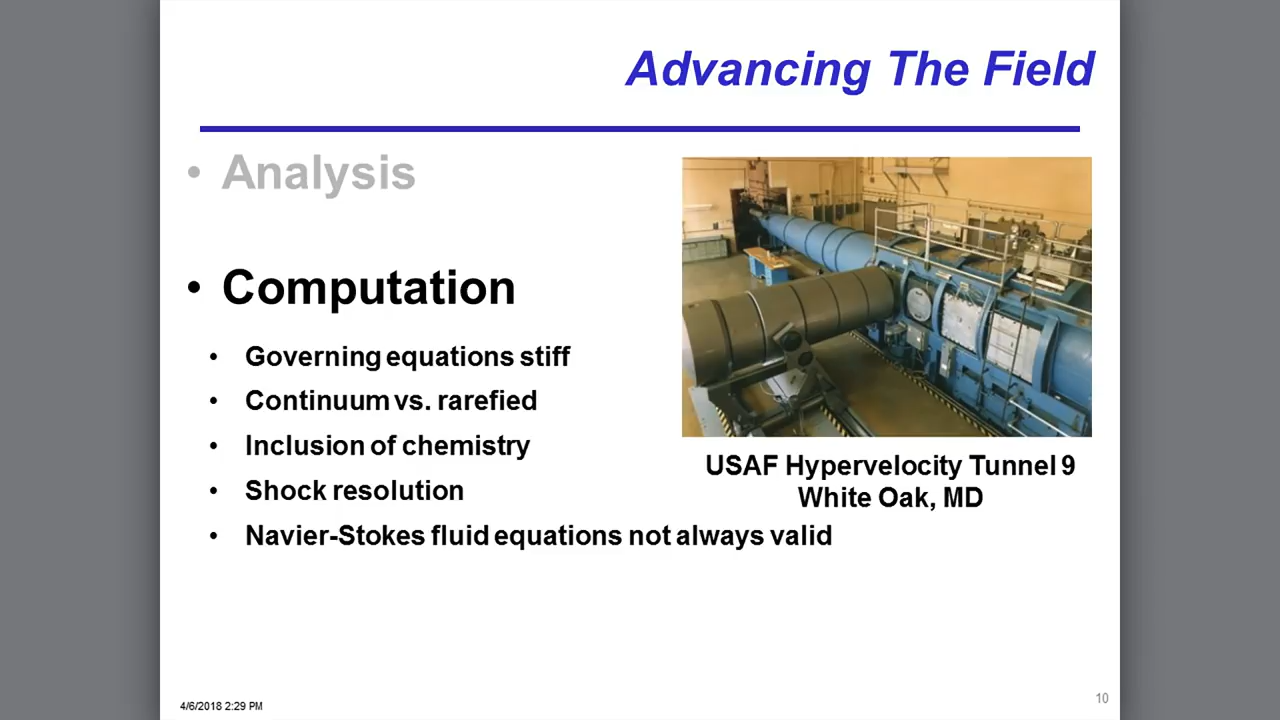 Advancing The Field
• Analysis
• Computation
• Governing equations stiff
• Continuum vs. rarefied
• Inclusion of chemistry
• Shock resolution
• Navier-Stokes fluid equations not always valid
USAF Hypervelocity Tunnel 9
White Oak, MD
4/6/2018 2:29 PM
10